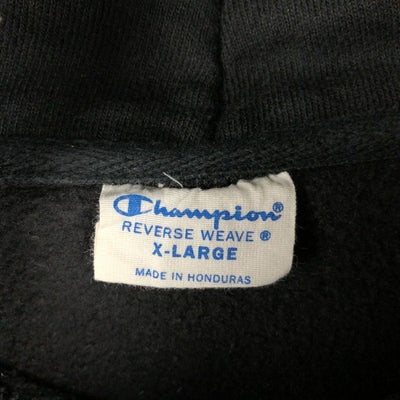 Champion®
REVERSE WEAVE ®
X-LARGE
MADE IN HONDURAS